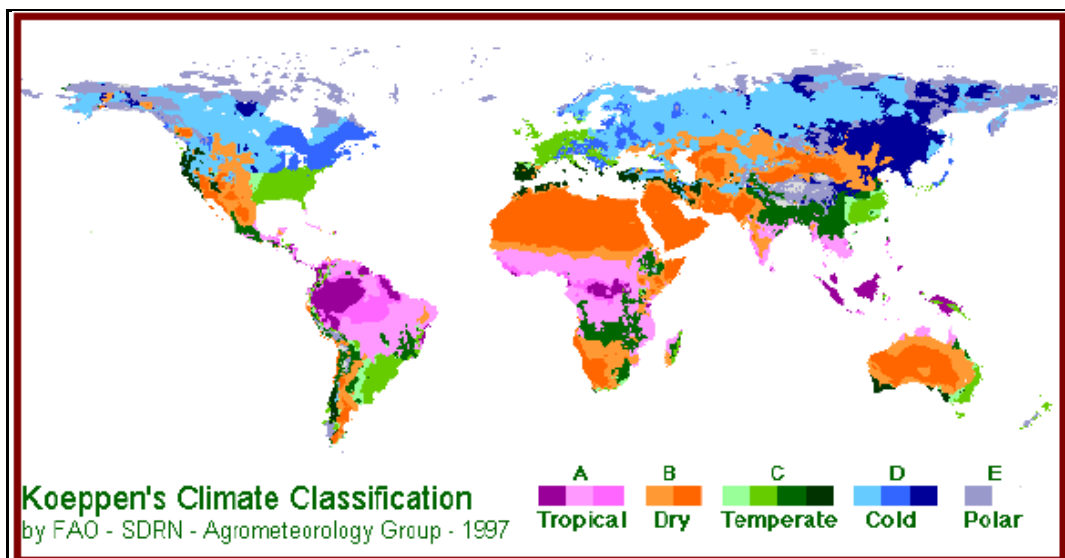 A B C D E
Tropical Dry Temperate Cold Polar
Koeppen's Climate Classification
by FAO - SDRN - Agrometeorology Group - 1997